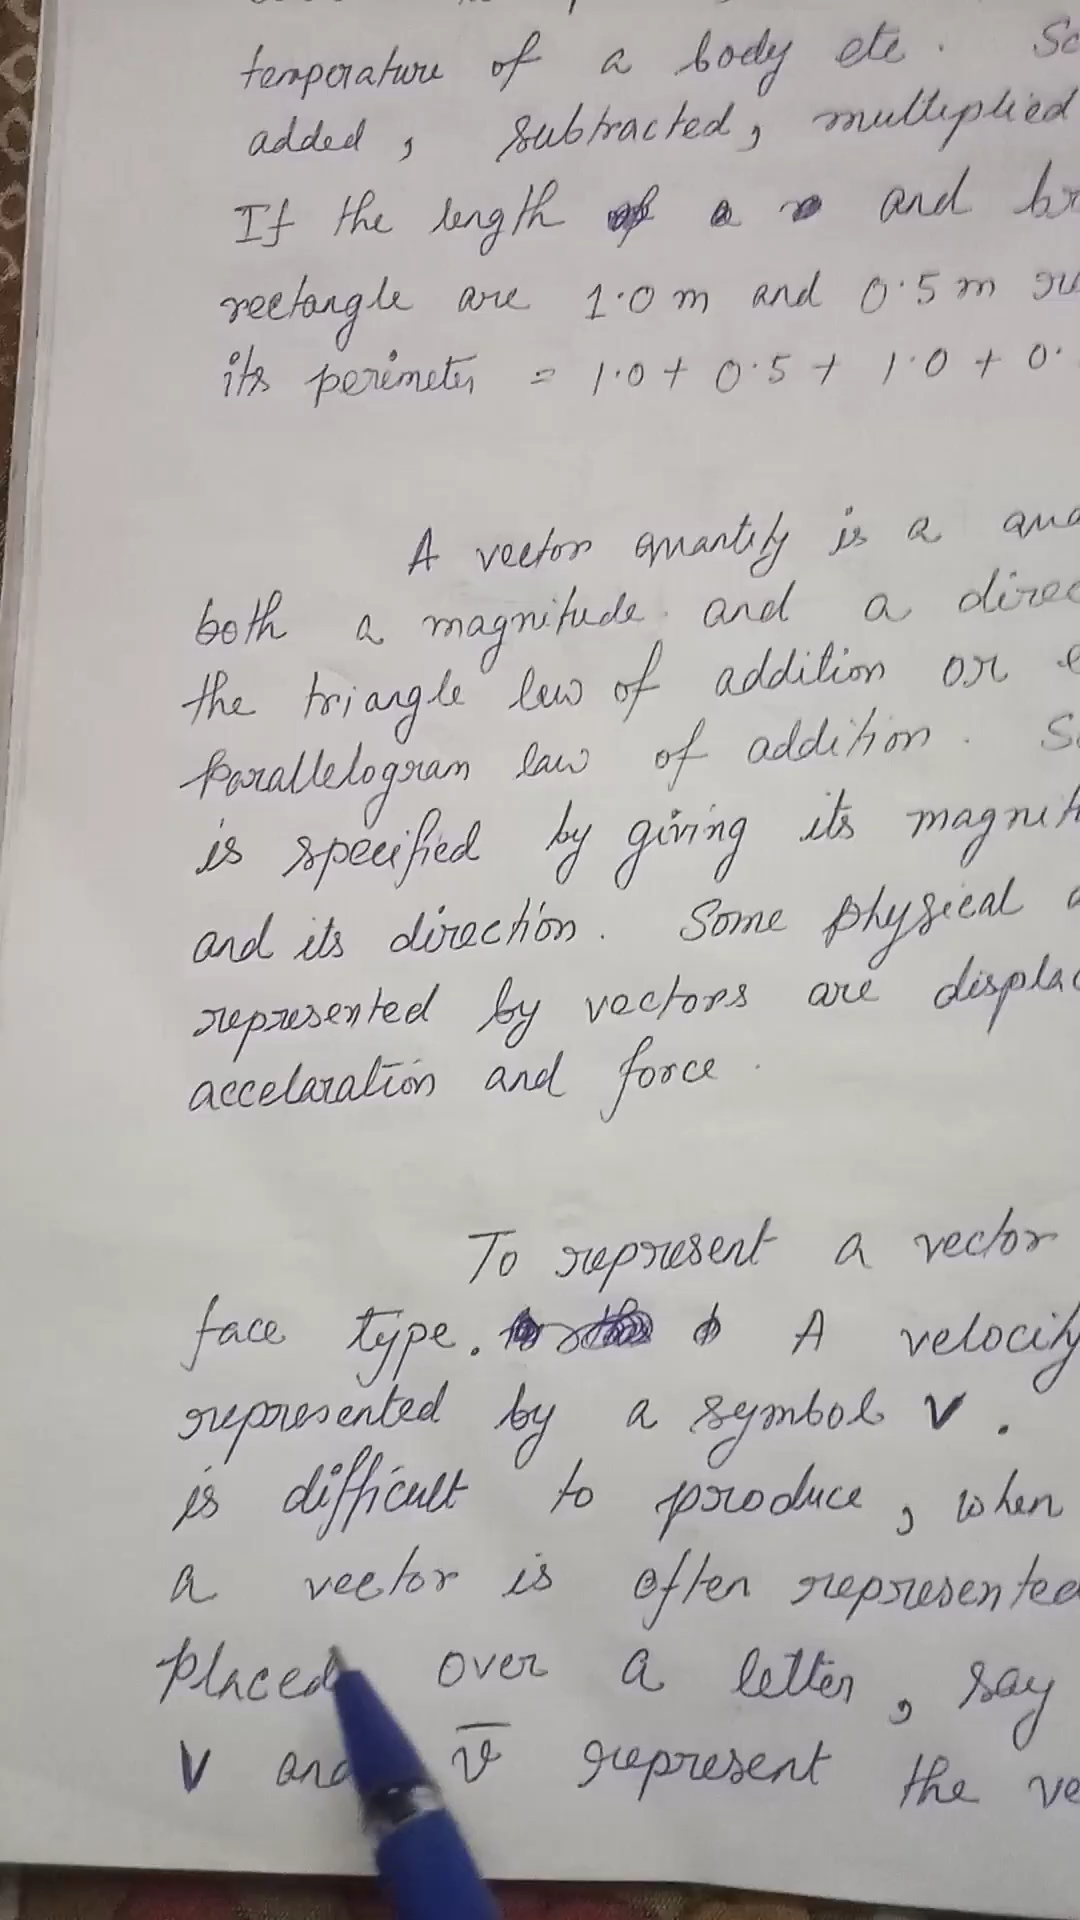 temperature of a body etc. Sc
added, subtracted, multiplied
If the length and br
rectangle are 1.0 m and 0.5 m
its perimeter = 1.0 + 0.5 + 1.0 + 0.
A vector quantity is a qua
both a magnitude and a direc
the triangle law of addition or
parallelogram law of addition.
is specified by giving its magnit
and its direction. Some physical
represented by vectors are displac
accelaration and force.
To represent a vector
face type. A velocity
represented by a symbol v.
is difficult to produce, when
a vector is often represented
placed over a letter, say
v and v̅ represent the ve